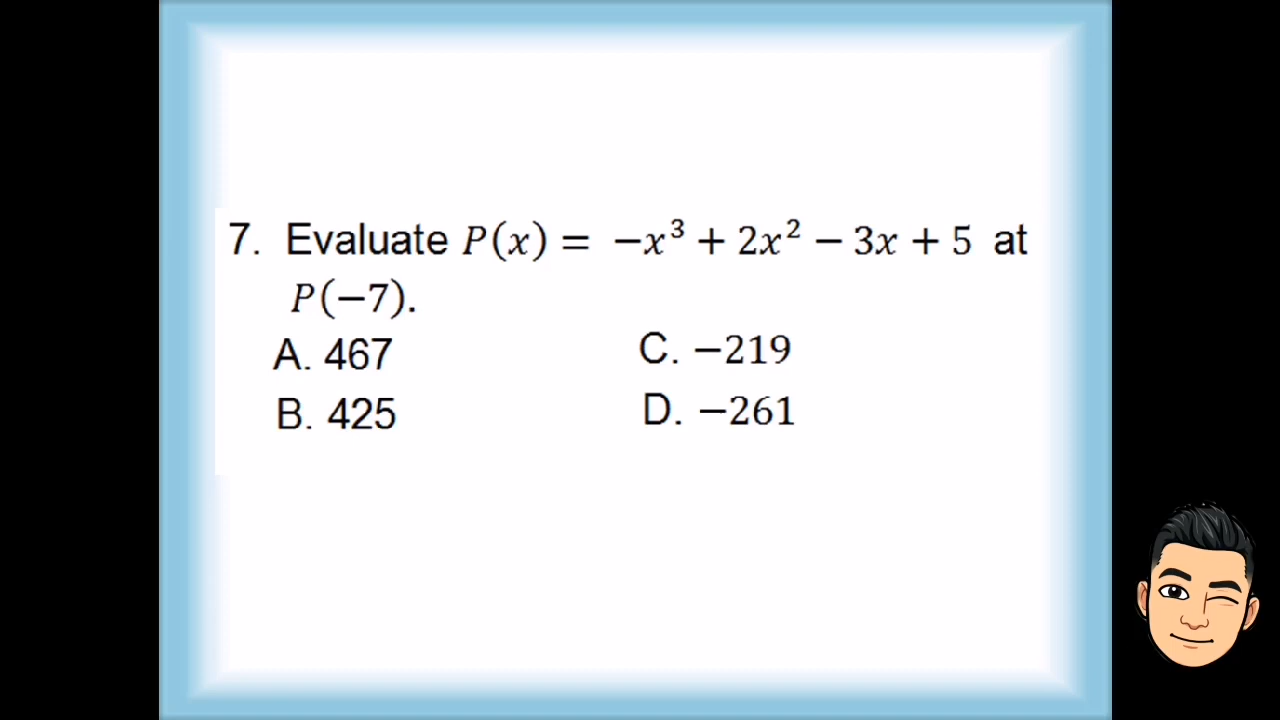 7. Evaluate P(x) = −x³ + 2x² − 3x + 5 at
P(−7).
A. 467 C. −219
B. 425 D. −261